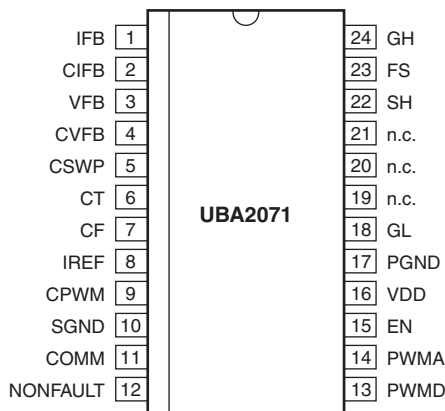 IFB 1 24 GH
CIFB 2 23 FS
VFB 3 22 SH
CVFB 4 21 n.c.
CSWP 5 20 n.c.
CT 6 19 n.c.
UBA2071
CF 7 18 GL
IREF 8 17 PGND
CPWM 9 16 VDD
SGND 10 15 EN
COMM 11 14 PWMA
NONFAULT 12 13 PWMD